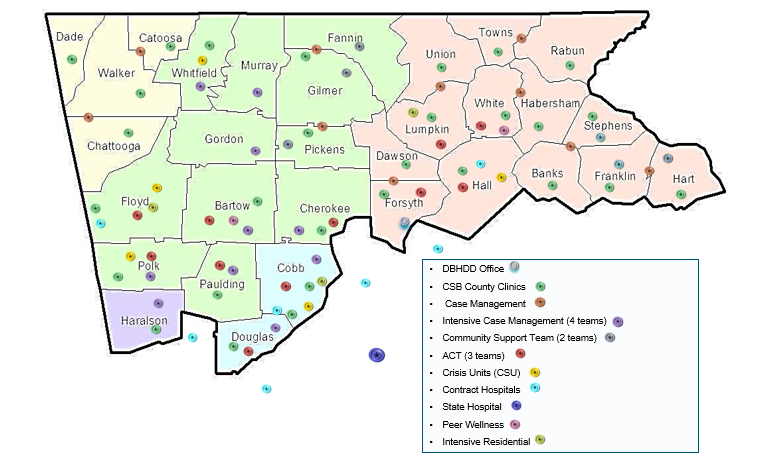 Dade
Catoosa
Fannin
Towns
Union
Rabun
Walker
Whitfield
Murray
Gilmer
White
Habersham
Lumpkin
Stephens
Chattooga
Gordon
Pickens
Dawson
Hall
Banks
Franklin
Hart
Floyd
Bartow
Cherokee
Forsyth
Polk
Paulding
Cobb
Haralson
Douglas
• DBHDD Office
• CSB County Clinics
• Case Management
• Intensive Case Management (4 teams)
• Community Support Team (2 teams)
• ACT (3 teams)
• Crisis Units (CSU)
• Contract Hospitals
• State Hospital
• Peer Wellness
• Intensive Residential